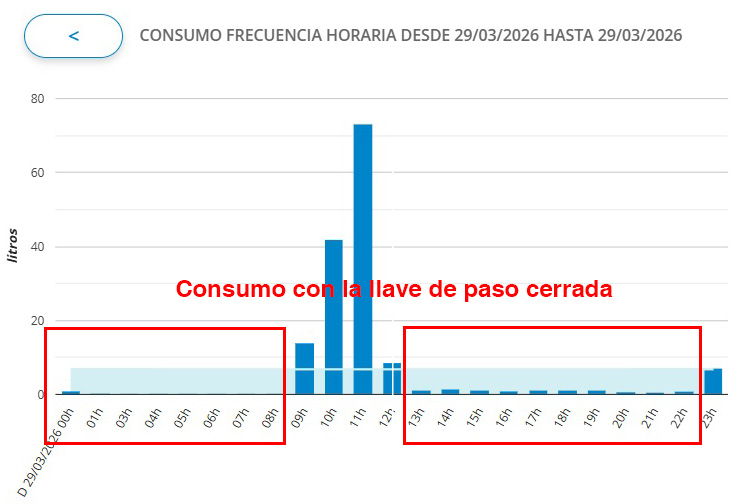 <
CONSUMO FRECUENCIA HORARIA DESDE 29/03/2026 HASTA 29/03/2026
80
60
litros
40
Consumo con la llave de paso cerrada
20
0
D 29/03/2026 00h
01h
03h
04h
05h
06h
07h
08h
09h
10h
11h
12h
13h
14h
15h
16h
17h
18h
19h
20h
21h
22h
23h